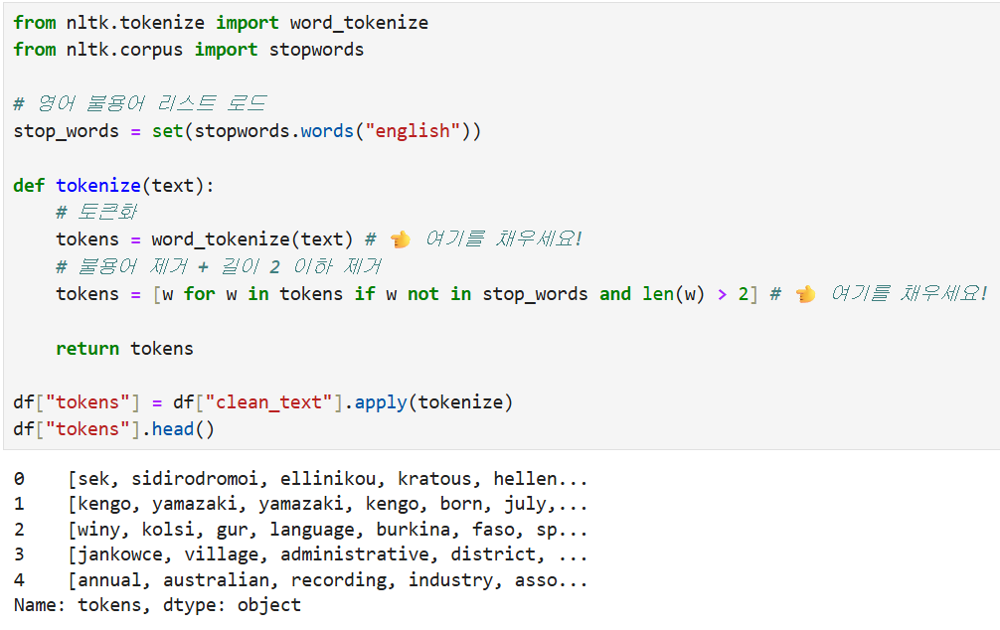 from nltk.tokenize import word_tokenize
from nltk.corpus import stopwords
# 영어 불용어 리스트 로드
stop_words = set(stopwords.words("english"))
def tokenize(text):
    # 토큰화
    tokens = word_tokenize(text) # 👈 여기를 채우세요!
    # 불용어 제거 + 길이 2 이하 제거
    tokens = [w for w in tokens if w not in stop_words and len(w) > 2] # 👈 여기를 채우세요!
    return tokens
df["tokens"] = df["clean_text"].apply(tokenize)
df["tokens"].head()
0    [sek, sidirodromoi, ellinikou, kratous, hellen...
1    [kengo, yamazaki, yamazaki, kengo, born, july,...
2    [winy, kolsi, gur, language, burkina, faso, sp...
3    [jankowce, village, administrative, district, ...
4    [annual, australian, recording, industry, asso...
Name: tokens, dtype: object